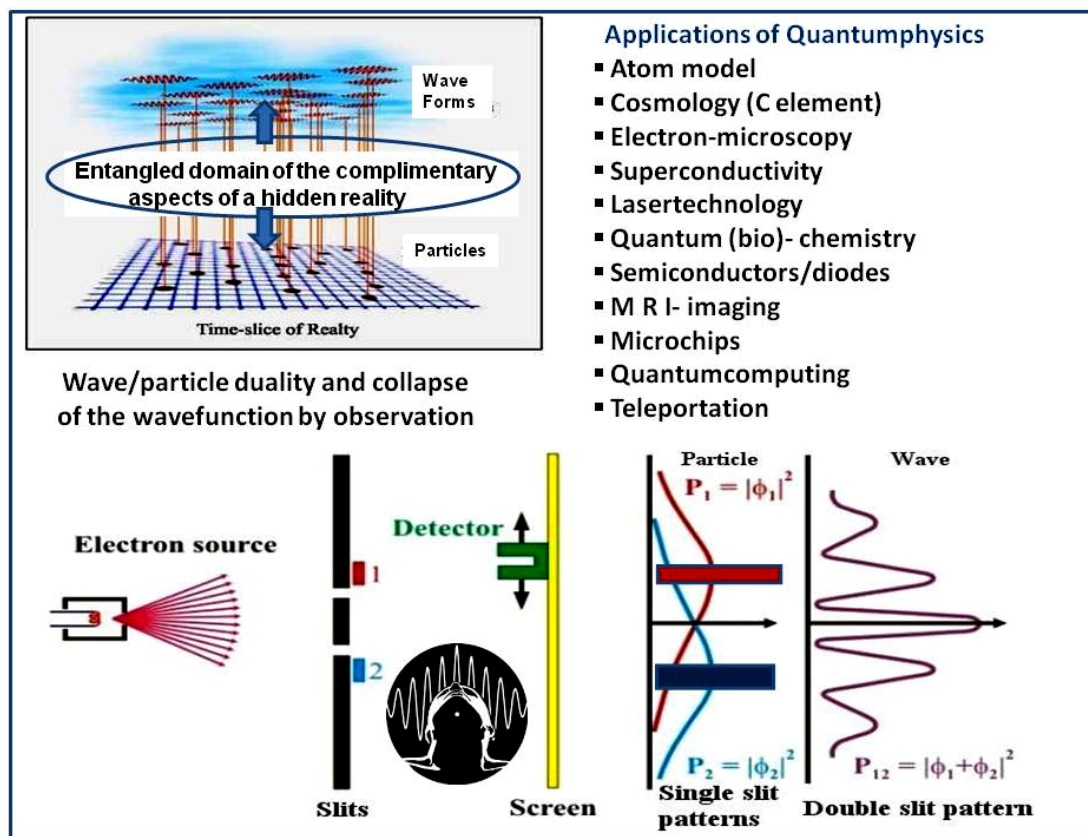 Wave
Forms
Entangled domain of the complimentary
aspects of a hidden reality
Particles
Time-slice of Realty
Wave/particle duality and collapse
of the wavefunction by observation
Applications of Quantumphysics
▪ Atom model
▪ Cosmology (C element)
▪ Electron-microscopy
▪ Superconductivity
▪ Lasertechnology
▪ Quantum (bio)- chemistry
▪ Semiconductors/diodes
▪ M R I- imaging
▪ Microchips
▪ Quantumcomputing
▪ Teleportation
Electron source
1
2
Slits
Detector
Screen
Particle
P₁ = |ϕ₁|²
P₂ = |ϕ₂|²
Single slit
patterns
Wave
P₁₂ = |ϕ₁+ϕ₂|²
Double slit pattern